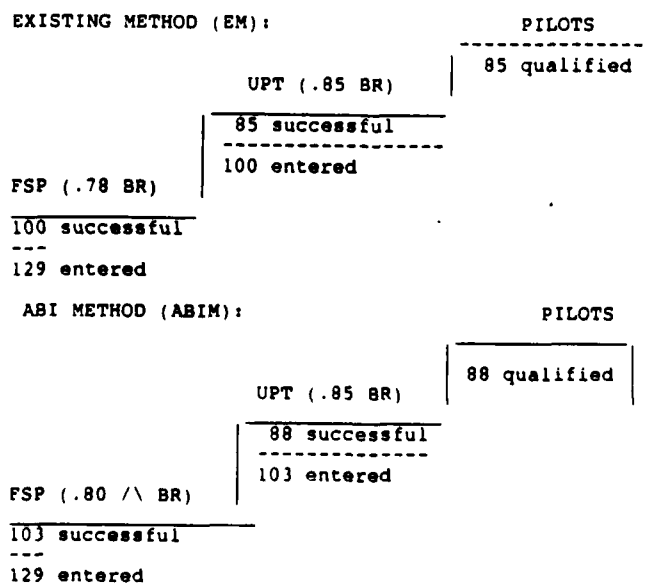 EXISTING METHOD (EM):
PILOTS
85 qualified
UPT (.85 BR)
85 successful
100 entered
FSP (.78 BR)
100 successful
129 entered
ABI METHOD (ABIM):
PILOTS
88 qualified
UPT (.85 BR)
88 successful
103 entered
FSP (.80 /\ BR)
103 successful
129 entered